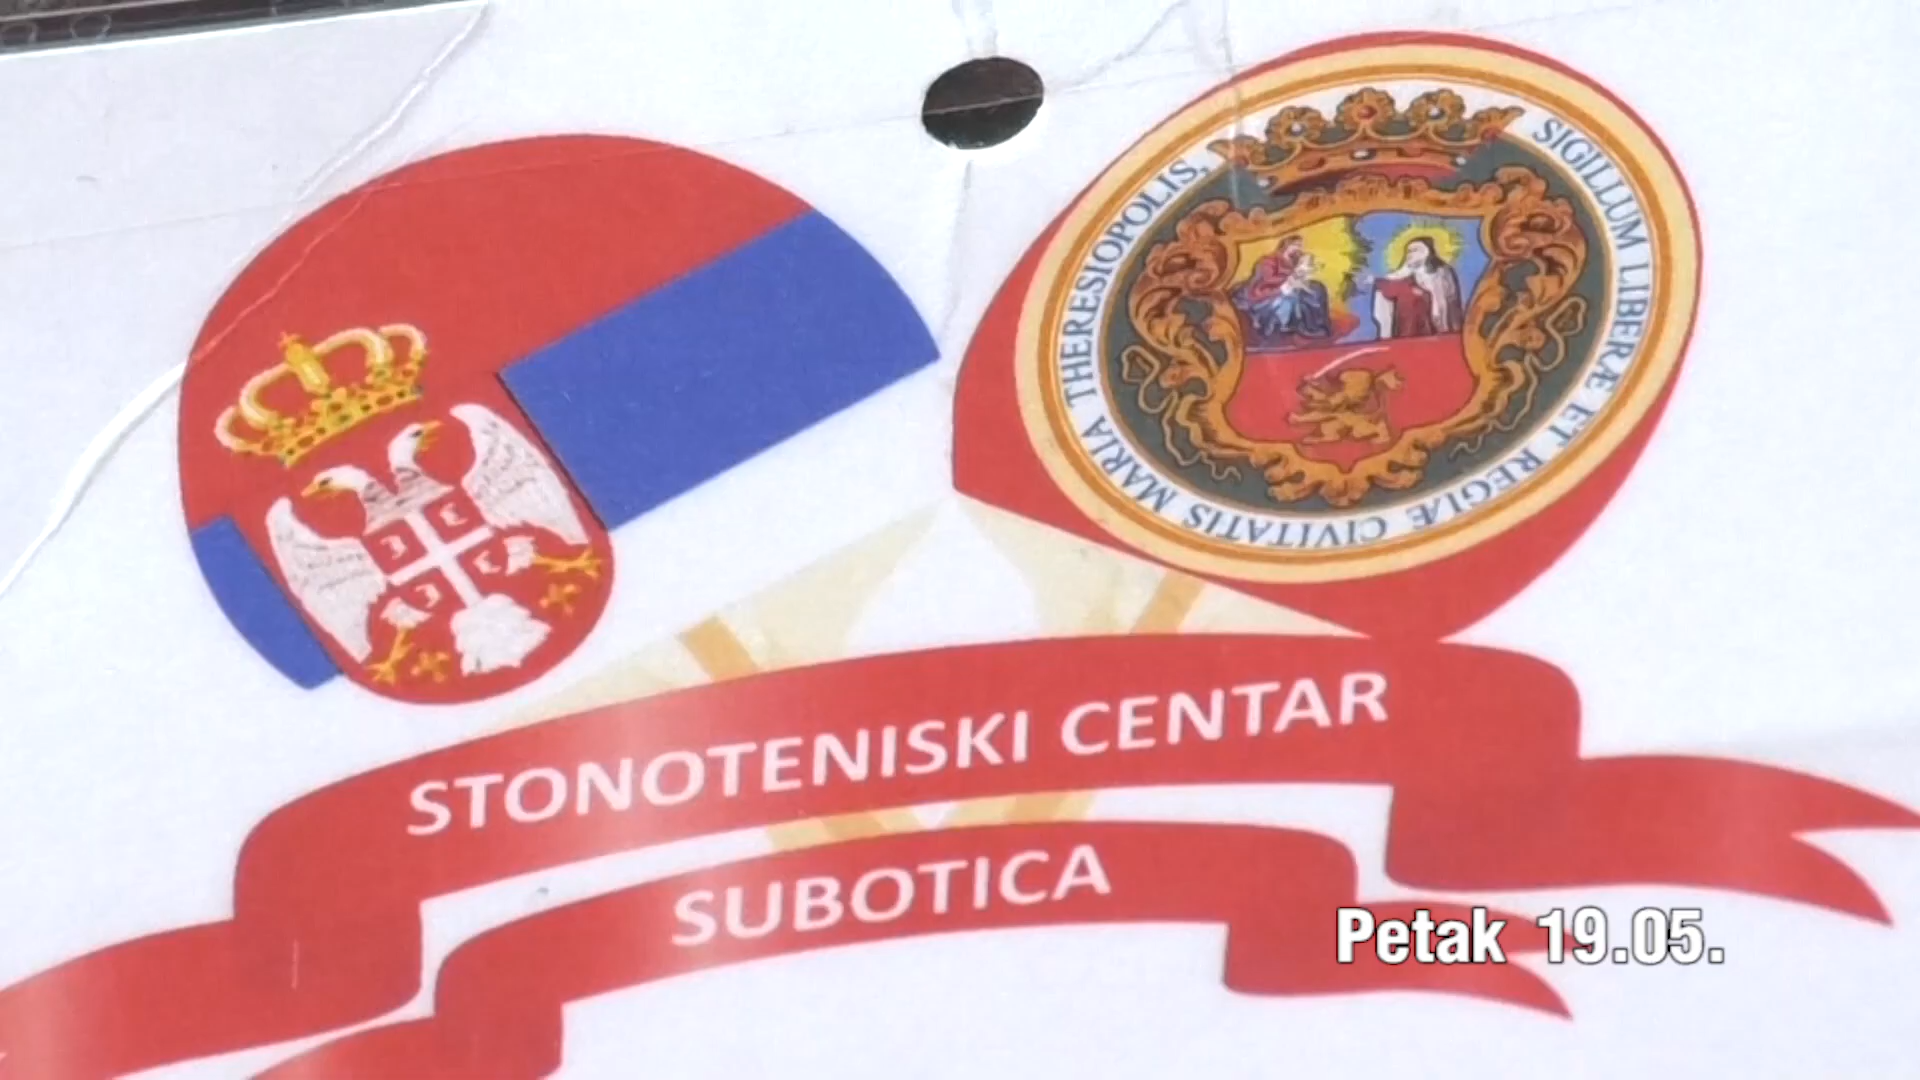 SIGILLUM LIBERÆ ET REGIÆ CIVITATIS MARIA THERESIOPOLIS,
STONOTENISKI CENTAR
SUBOTICA
Petak 19.05.